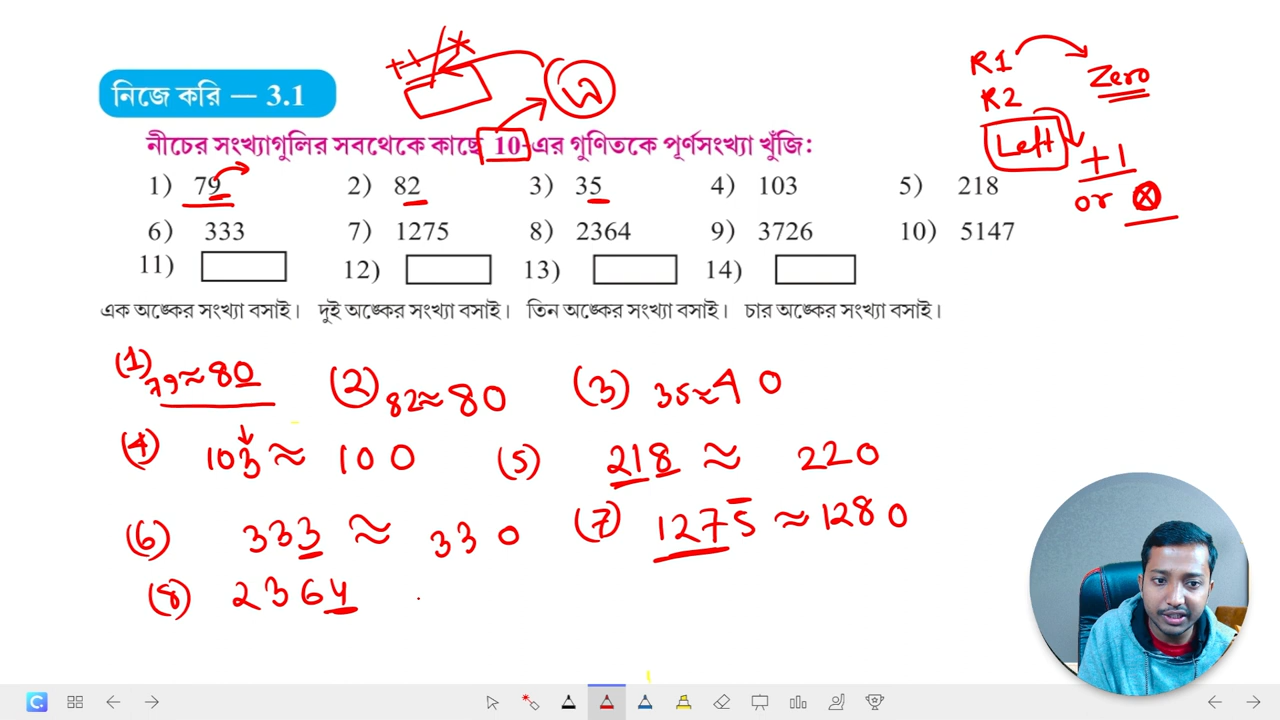 নিজে করি — 3.1
নীচের সংখ্যাগুলির সবথেকে কাছে 10-এর গুণিতকে পূর্ণসংখ্যা খুঁজি:
1) 79 2) 82 3) 35 4) 103 5) 218
6) 333 7) 1275 8) 2364 9) 3726 10) 5147
11) 12) 13) 14)
এক অঙ্কের সংখ্যা বসাই। দুই অঙ্কের সংখ্যা বসাই। তিন অঙ্কের সংখ্যা বসাই। চার অঙ্কের সংখ্যা বসাই।
R1 Zero
R2
Left +1
or ⊗
(1) 79≈80 (2) 82≈80 (3) 35≈40
(4) 103 ≈ 100 (5) 218 ≈ 220
(6) 333 ≈ 330 (7) 1275 ≈ 1280
(8) 2364